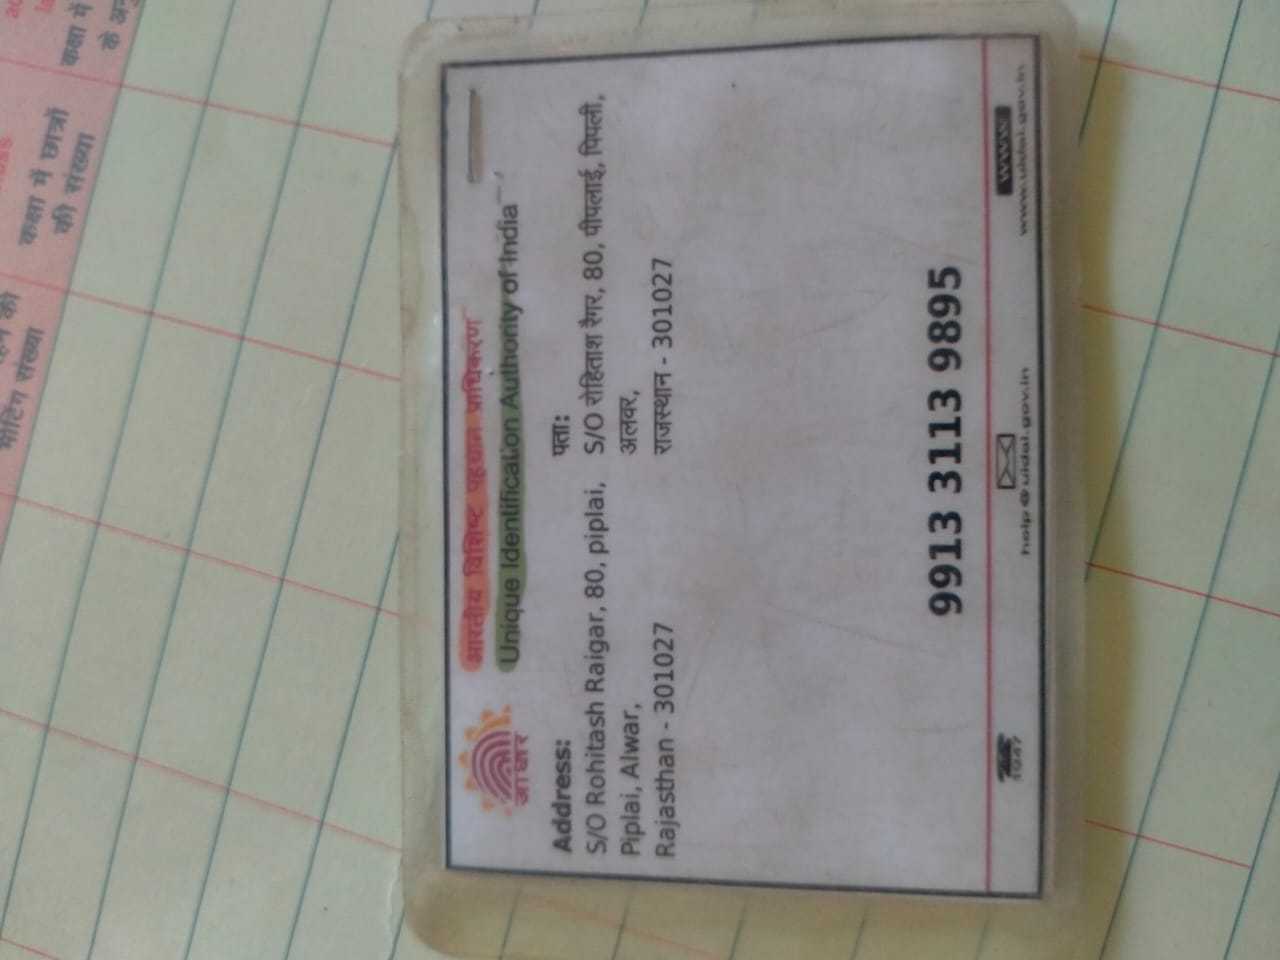 भारतीय विशिष्ट पहचान प्राधिकरण
Unique Identification Authority of India
आधार
Address:
S/O Rohitash Raigar, 80, piplai,
Piplai, Alwar,
Rajasthan - 301027
पता:
S/O रोहिताश रैगर, 80, पीपलाई, पिपली,
अलवर,
राजस्थान - 301027
9913 3113 9895
1947
help@uidai.gov.in
WWW
www.uidai.gov.in
कक्षा में छात्रों
की संख्या
कक्षा में
संख्या